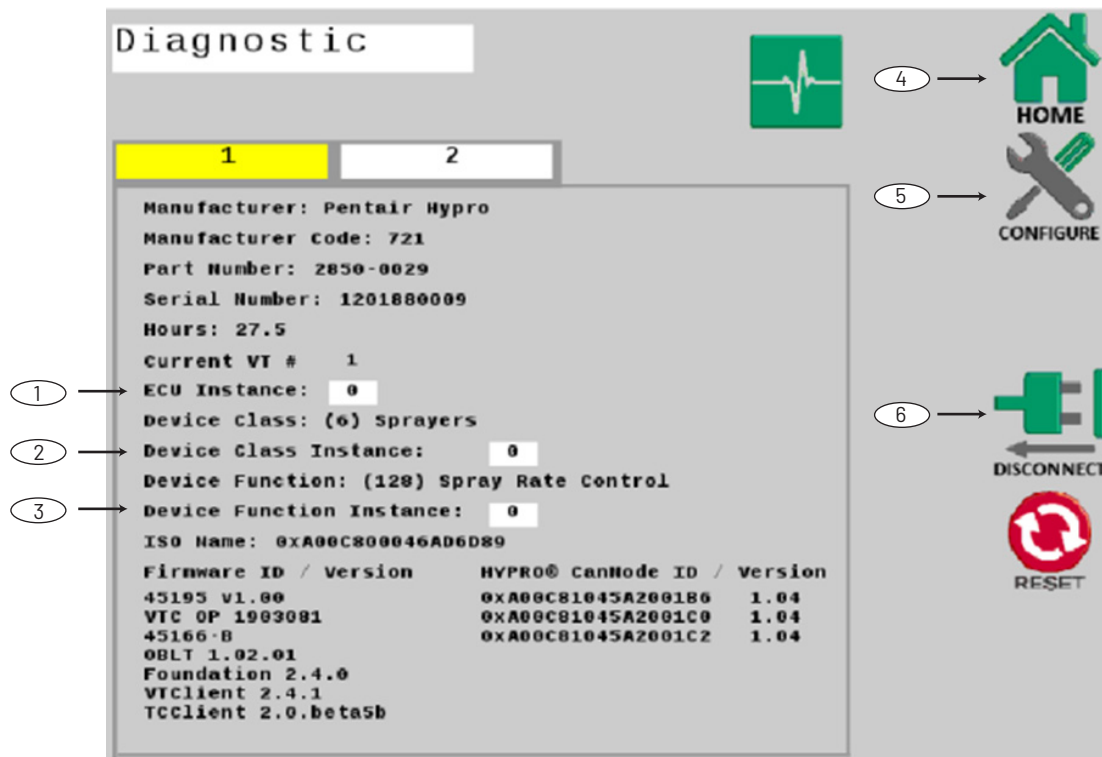 Diagnostic
4
HOME
1 2
5
CONFIGURE
Manufacturer: Pentair Hypro
Manufacturer Code: 721
Part Number: 2850-0029
Serial Number: 1201880009
Hours: 27.5
Current VT # 1
1
ECU Instance: 0
Device Class: (6) Sprayers
6
2
Device Class Instance: 0
DISCONNECT
Device Function: (128) Spray Rate Control
3
Device Function Instance: 0
ISO Name: 0xA00C800046AD6D89
Firmware ID / Version HYPRO® CanNode ID / Version
RESET
45195 v1.00 0xA00C81045A2001B6 1.04
VTC OP 1903081 0xA00C81045A2001C0 1.04
45166-B 0xA00C81045A2001C2 1.04
OBLT 1.02.01
Foundation 2.4.0
VTClient 2.4.1
TCClient 2.0.beta5b